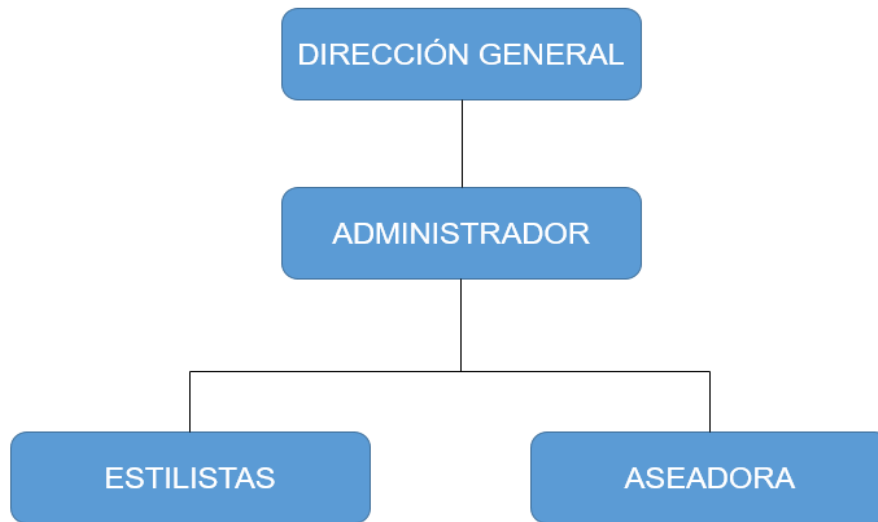 DIRECCIÓN GENERAL
ADMINISTRADOR
ESTILISTAS
ASEADORA